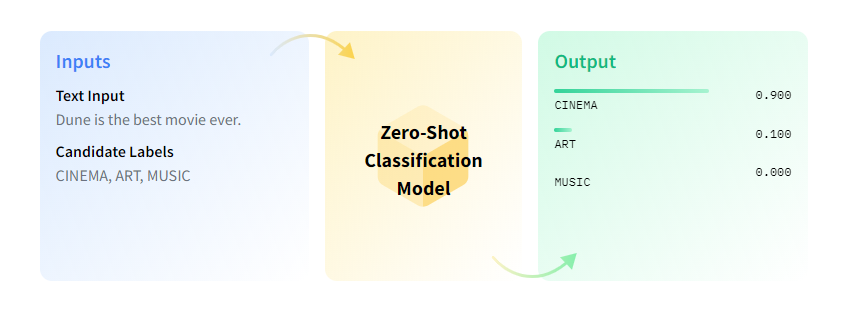 Inputs
Text Input
Dune is the best movie ever.
Candidate Labels
CINEMA, ART, MUSIC
Zero-Shot
Classification
Model
Output
CINEMA 0.900
ART 0.100
MUSIC 0.000